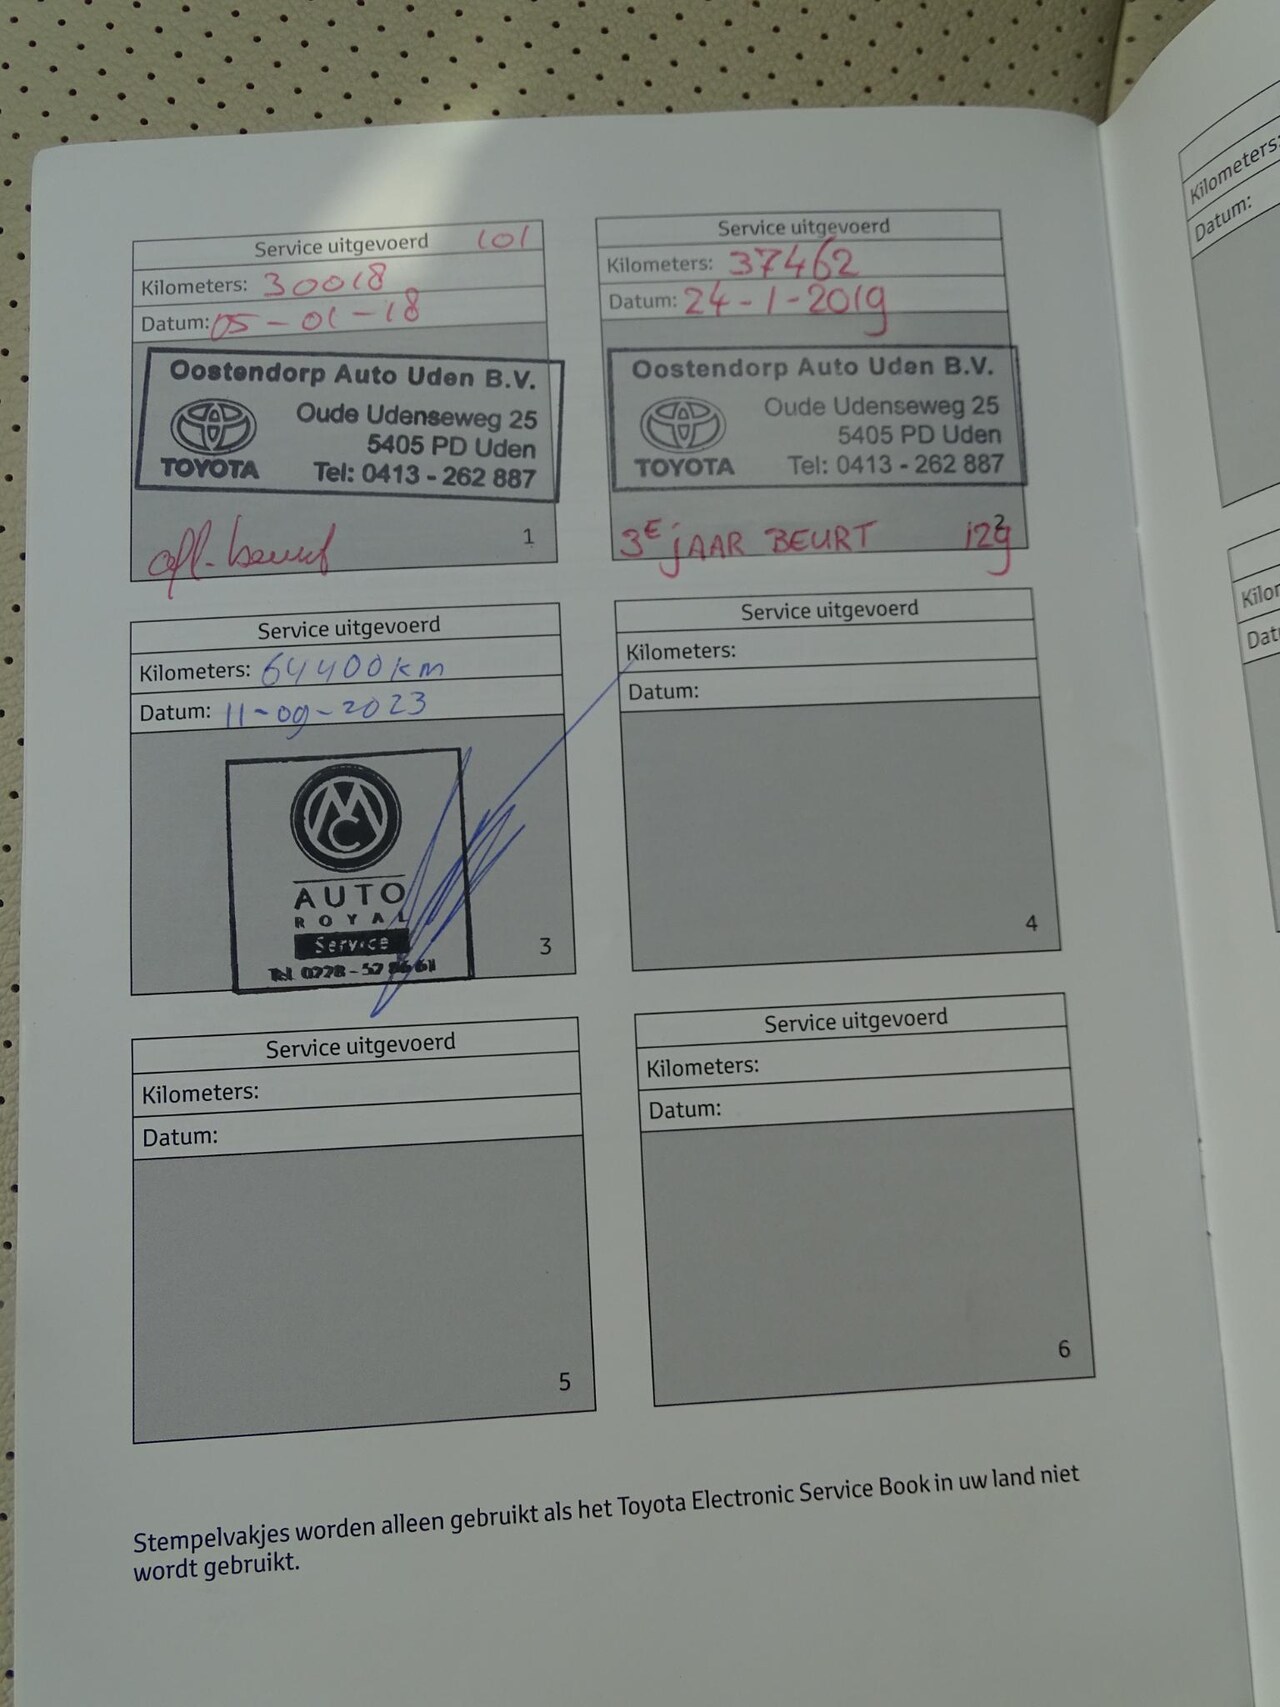 Service uitgevoerd 101
Kilometers: 30018
Datum: 05-01-18
Oostendorp Auto Uden B.V.
Oude Udenseweg 25
5405 PD Uden
TOYOTA
Tel: 0413 - 262 887
afl. beurt
1
Service uitgevoerd
Kilometers: 37462
Datum: 24-1-2019
Oostendorp Auto Uden B.V.
Oude Udenseweg 25
5405 PD Uden
TOYOTA
Tel: 0413 - 262 887
3E jAAR BEURT 129
2
Service uitgevoerd
Kilometers: 64400km
Datum: 11-09-2023
MC
AUTO
ROYAL
Service
Tel. 0228-
3
Service uitgevoerd
Kilometers:
Datum:
4
Service uitgevoerd
Kilometers:
Datum:
5
Service uitgevoerd
Kilometers:
Datum:
6
Stempelvakjes worden alleen gebruikt als het Toyota Electronic Service Book in uw land niet
wordt gebruikt.
Kilometers:
Datum: